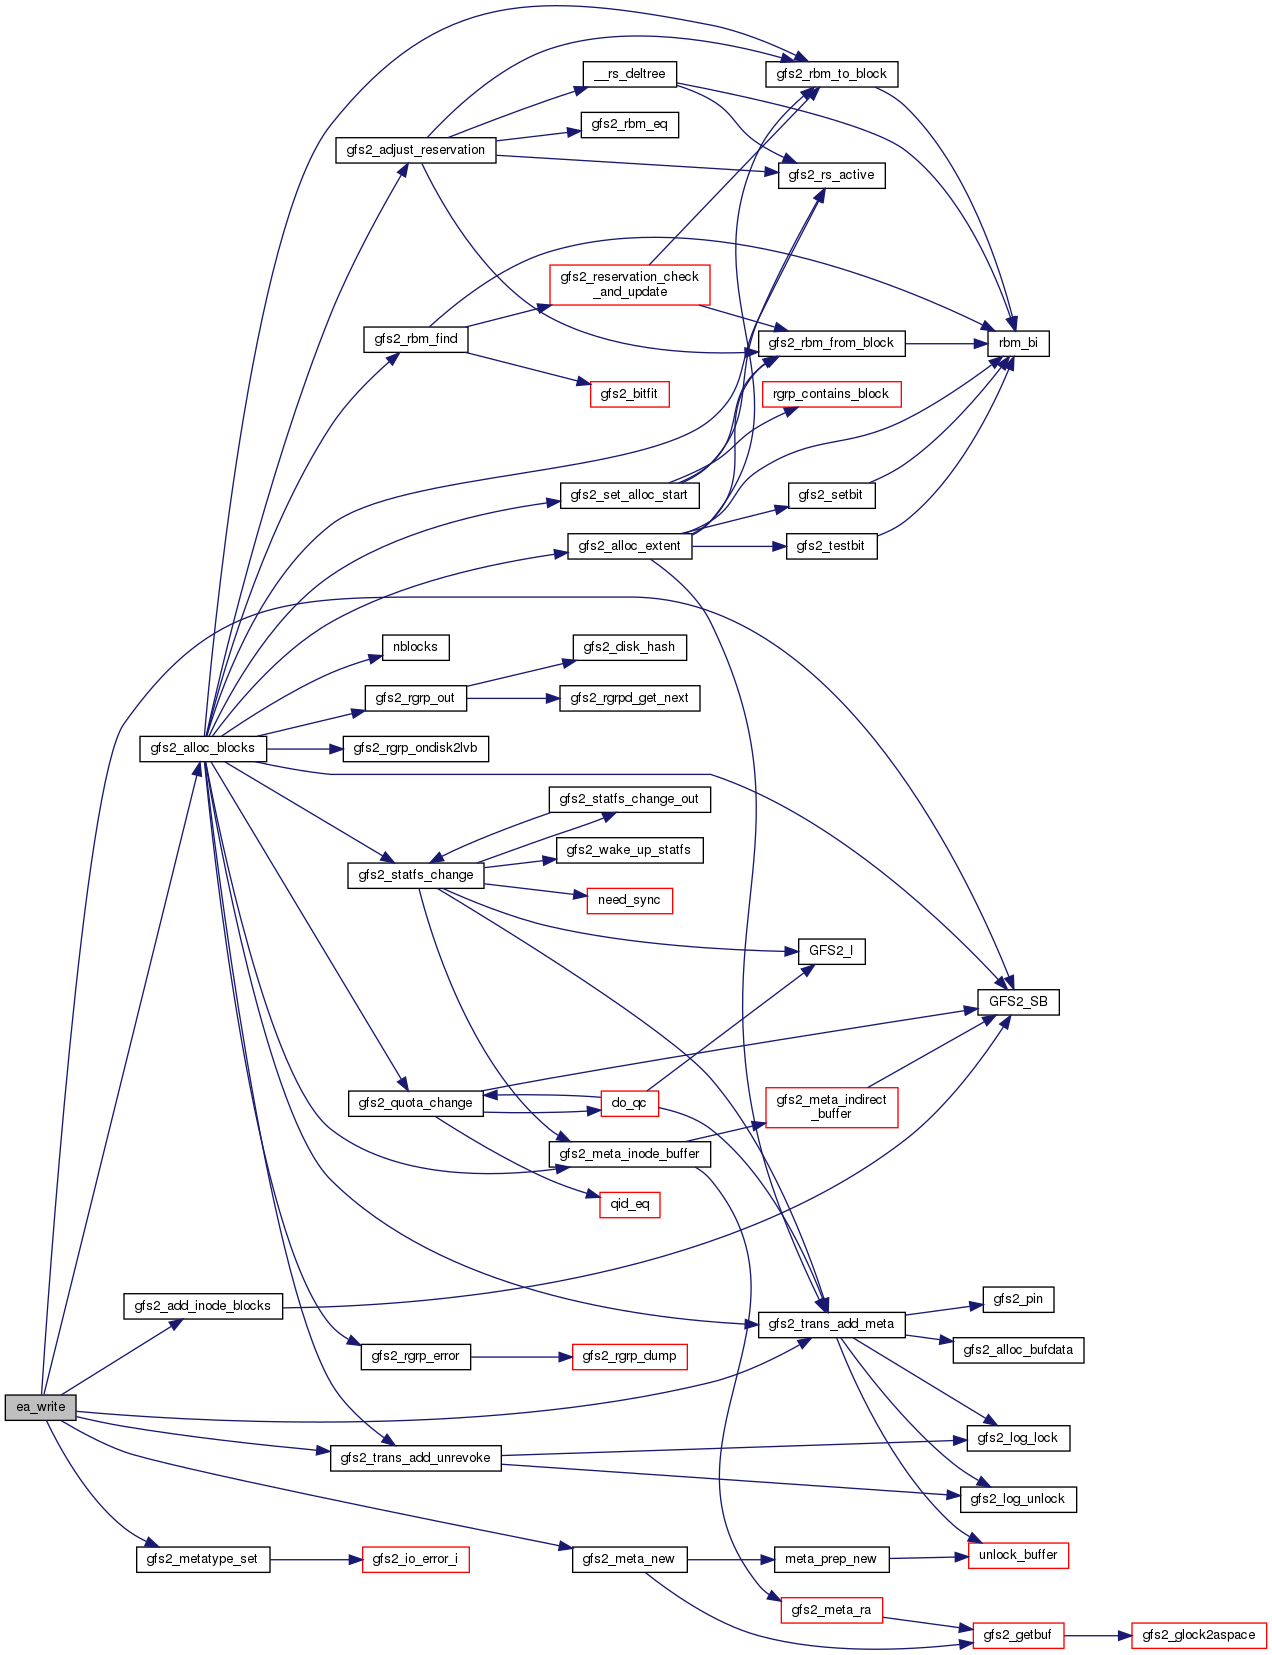 gfs2_rbm_to_block
__rs_deltree
gfs2_rbm_eq
gfs2_adjust_reservation
gfs2_rs_active
gfs2_reservation_check
_and_update
gfs2_rbm_find
gfs2_rbm_from_block
rbm_bi
gfs2_bitfit
rgrp_contains_block
gfs2_set_alloc_start
gfs2_setbit
gfs2_alloc_extent
gfs2_testbit
nblocks
gfs2_disk_hash
gfs2_rgrp_out
gfs2_rgrpd_get_next
gfs2_alloc_blocks
gfs2_rgrp_ondisk2lvb
gfs2_statfs_change_out
gfs2_wake_up_statfs
gfs2_statfs_change
need_sync
GFS2_I
GFS2_SB
gfs2_quota_change
do_qc
gfs2_meta_indirect
_buffer
gfs2_meta_inode_buffer
qid_eq
gfs2_add_inode_blocks
gfs2_pin
gfs2_trans_add_meta
gfs2_alloc_bufdata
gfs2_rgrp_error
gfs2_rgrp_dump
ea_write
gfs2_log_lock
gfs2_trans_add_unrevoke
gfs2_log_unlock
gfs2_metatype_set
gfs2_io_error_i
gfs2_meta_new
meta_prep_new
unlock_buffer
gfs2_meta_ra
gfs2_getbuf
gfs2_glock2aspace